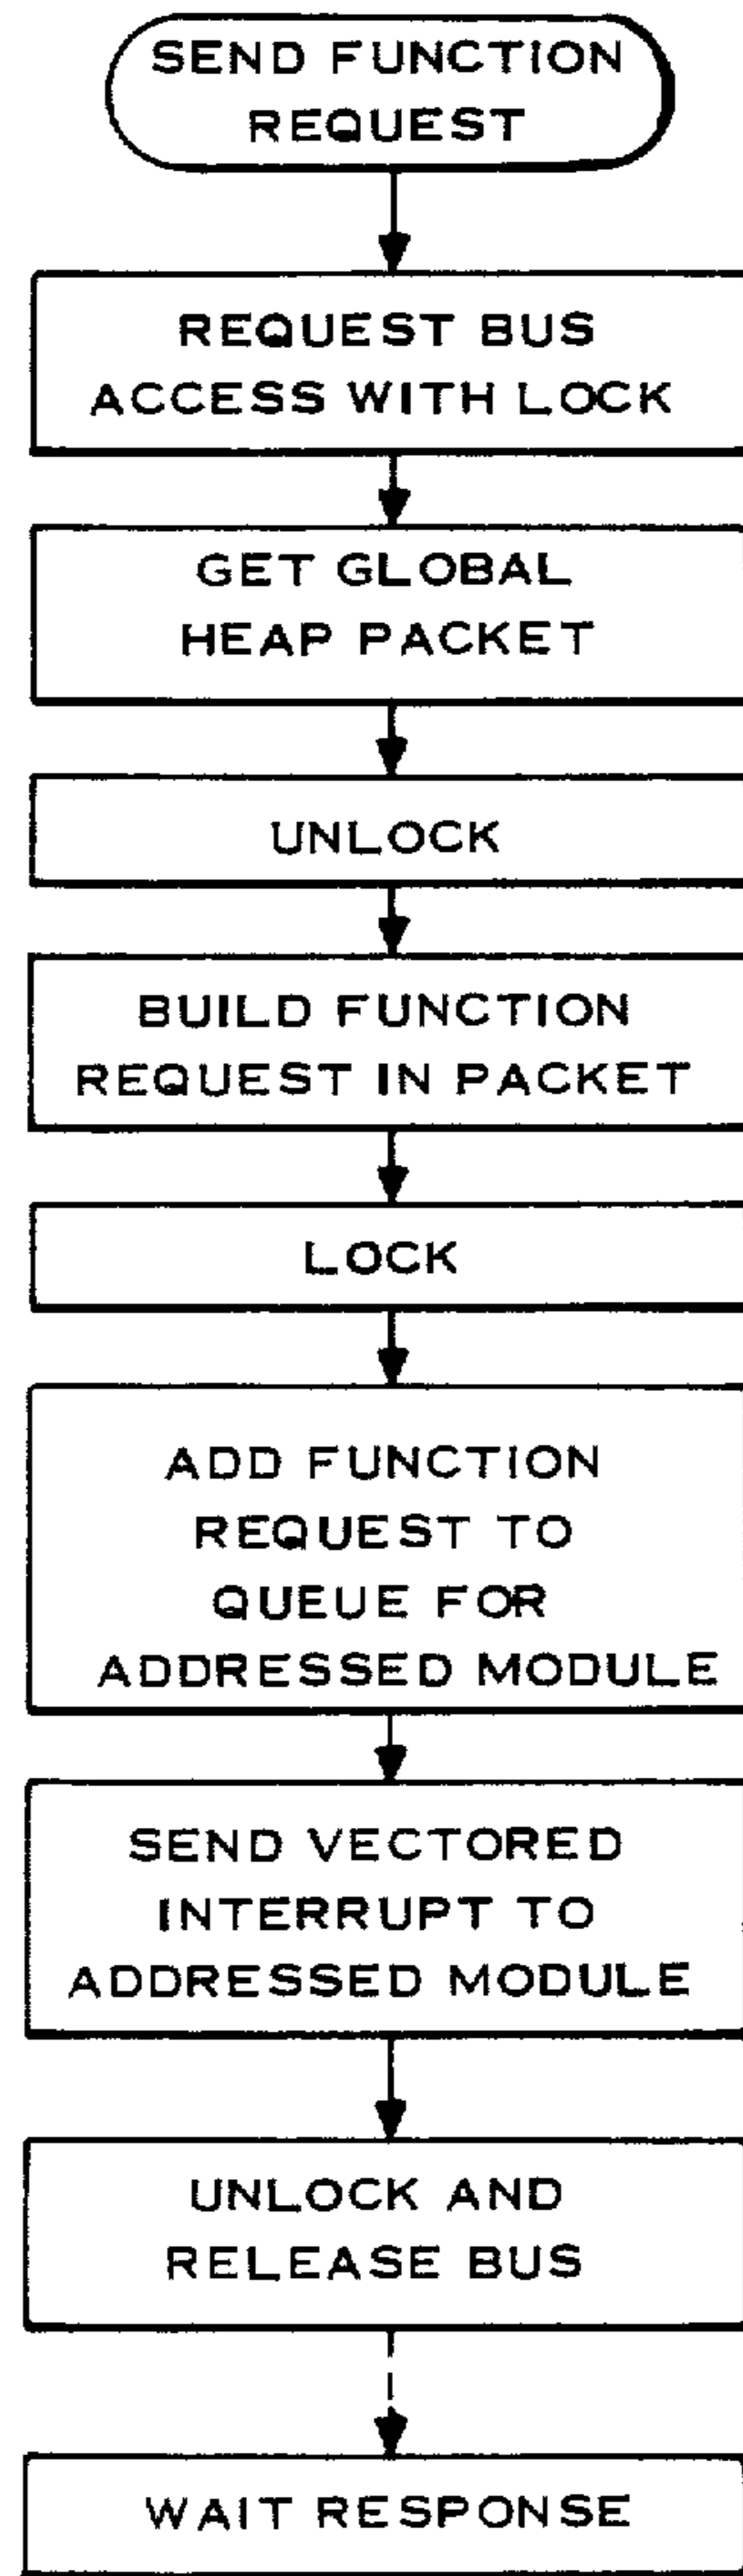 SEND FUNCTION
REQUEST
REQUEST BUS
ACCESS WITH LOCK
GET GLOBAL
HEAP PACKET
UNLOCK
BUILD FUNCTION
REQUEST IN PACKET
LOCK
ADD FUNCTION
REQUEST TO
QUEUE FOR
ADDRESSED MODULE
SEND VECTORED
INTERRUPT TO
ADDRESSED MODULE
UNLOCK AND
RELEASE BUS
WAIT RESPONSE